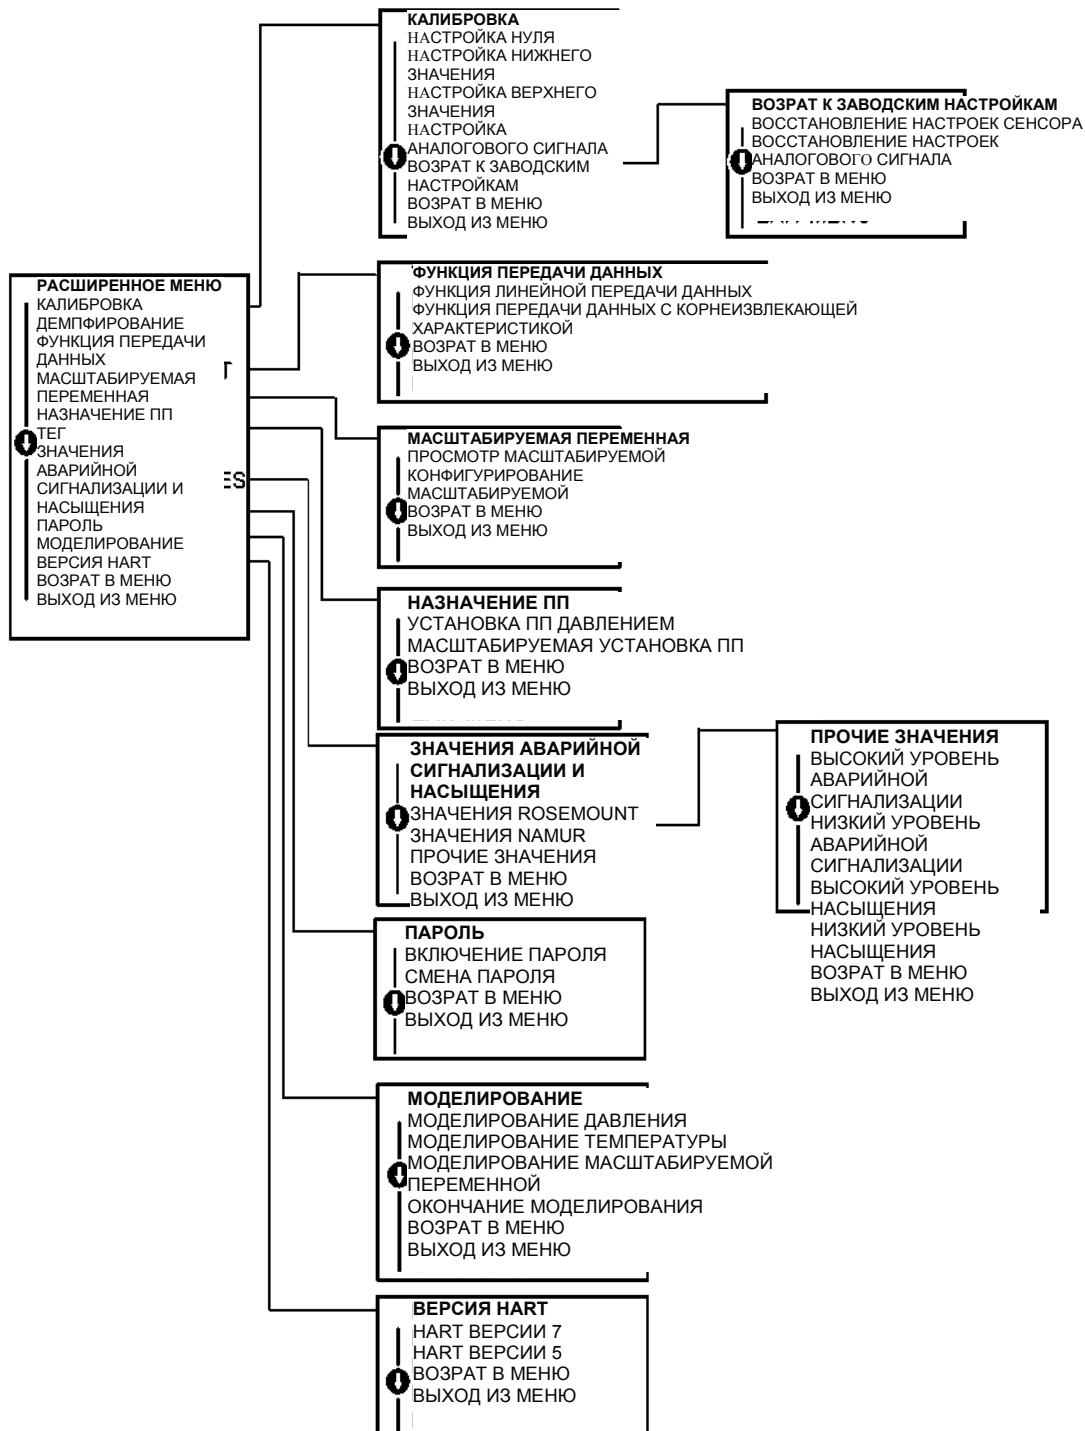 КАЛИБРОВКА
НАСТРОЙКА НУЛЯ
НАСТРОЙКА НИЖНЕГО
ЗНАЧЕНИЯ
НАСТРОЙКА ВЕРХНЕГО
ЗНАЧЕНИЯ
НАСТРОЙКА
АНАЛОГОВОГО СИГНАЛА
ВОЗРАТ К ЗАВОДСКИМ
НАСТРОЙКАМ
ВОЗРАТ В МЕНЮ
ВЫХОД ИЗ МЕНЮ
ВОЗРАТ К ЗАВОДСКИМ НАСТРОЙКАМ
ВОССТАНОВЛЕНИЕ НАСТРОЕК СЕНСОРА
ВОССТАНОВЛЕНИЕ НАСТРОЕК
АНАЛОГОВОГО СИГНАЛА
ВОЗРАТ В МЕНЮ
ВЫХОД ИЗ МЕНЮ
РАСШИРЕННОЕ МЕНЮ
КАЛИБРОВКА
ДЕМПФИРОВАНИЕ
ФУНКЦИЯ ПЕРЕДАЧИ
ДАННЫХ
МАСШТАБИРУЕМАЯ
ПЕРЕМЕННАЯ
НАЗНАЧЕНИЕ ПП
ТЕГ
ЗНАЧЕНИЯ
АВАРИЙНОЙ
СИГНАЛИЗАЦИИ И
НАСЫЩЕНИЯ
ПАРОЛЬ
МОДЕЛИРОВАНИЕ
ВЕРСИЯ HART
ВОЗРАТ В МЕНЮ
ВЫХОД ИЗ МЕНЮ
T
ES
ФУНКЦИЯ ПЕРЕДАЧИ ДАННЫХ
ФУНКЦИЯ ЛИНЕЙНОЙ ПЕРЕДАЧИ ДАННЫХ
ФУНКЦИЯ ПЕРЕДАЧИ ДАННЫХ С КОРНЕИЗВЛЕКАЮЩЕЙ
ХАРАКТЕРИСТИКОЙ
ВОЗРАТ В МЕНЮ
ВЫХОД ИЗ МЕНЮ
МАСШТАБИРУЕМАЯ ПЕРЕМЕННАЯ
ПРОСМОТР МАСШТАБИРУЕМОЙ
КОНФИГУРИРОВАНИЕ
МАСШТАБИРУЕМОЙ
ВОЗРАТ В МЕНЮ
ВЫХОД ИЗ МЕНЮ
НАЗНАЧЕНИЕ ПП
УСТАНОВКА ПП ДАВЛЕНИЕМ
МАСШТАБИРУЕМАЯ УСТАНОВКА ПП
ВОЗРАТ В МЕНЮ
ВЫХОД ИЗ МЕНЮ
ЗНАЧЕНИЯ АВАРИЙНОЙ
СИГНАЛИЗАЦИИ И
НАСЫЩЕНИЯ
ЗНАЧЕНИЯ ROSEMOUNT
ЗНАЧЕНИЯ NAMUR
ПРОЧИЕ ЗНАЧЕНИЯ
ВОЗРАТ В МЕНЮ
ВЫХОД ИЗ МЕНЮ
ПРОЧИЕ ЗНАЧЕНИЯ
ВЫСОКИЙ УРОВЕНЬ
АВАРИЙНОЙ
СИГНАЛИЗАЦИИ
НИЗКИЙ УРОВЕНЬ
АВАРИЙНОЙ
СИГНАЛИЗАЦИИ
ВЫСОКИЙ УРОВЕНЬ
НАСЫЩЕНИЯ
НИЗКИЙ УРОВЕНЬ
НАСЫЩЕНИЯ
ВОЗРАТ В МЕНЮ
ВЫХОД ИЗ МЕНЮ
ПАРОЛЬ
ВКЛЮЧЕНИЕ ПАРОЛЯ
СМЕНА ПАРОЛЯ
ВОЗРАТ В МЕНЮ
ВЫХОД ИЗ МЕНЮ
МОДЕЛИРОВАНИЕ
МОДЕЛИРОВАНИЕ ДАВЛЕНИЯ
МОДЕЛИРОВАНИЕ ТЕМПЕРАТУРЫ
МОДЕЛИРОВАНИЕ МАСШТАБИРУЕМОЙ
ПЕРЕМЕННОЙ
ОКОНЧАНИЕ МОДЕЛИРОВАНИЯ
ВОЗРАТ В МЕНЮ
ВЫХОД ИЗ МЕНЮ
ВЕРСИЯ HART
HART ВЕРСИИ 7
HART ВЕРСИИ 5
ВОЗРАТ В МЕНЮ
ВЫХОД ИЗ МЕНЮ